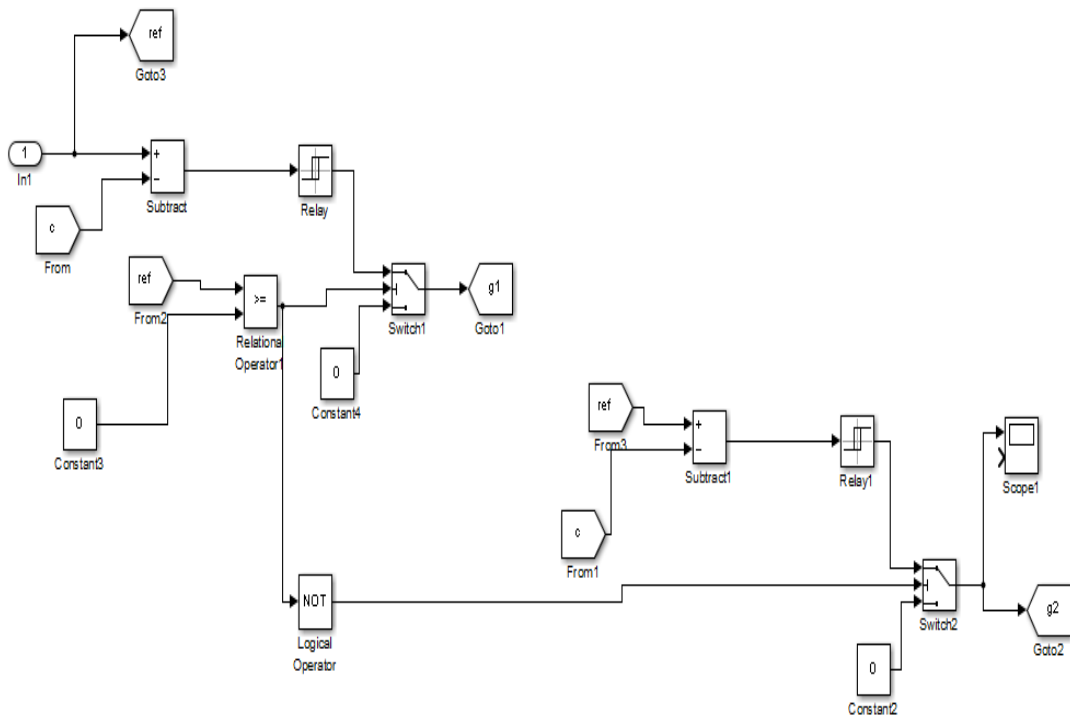 ref
Goto3
1
In1
+
−
Subtract
Relay
c
From
ref
From2
>=
Relational
Operator1
Switch1
g1
Goto1
0
Constant4
0
Constant3
ref
From3
+
−
Subtract1
Relay1
Scope1
c
From1
NOT
Logical
Operator
Switch2
g2
Goto2
0
Constant2